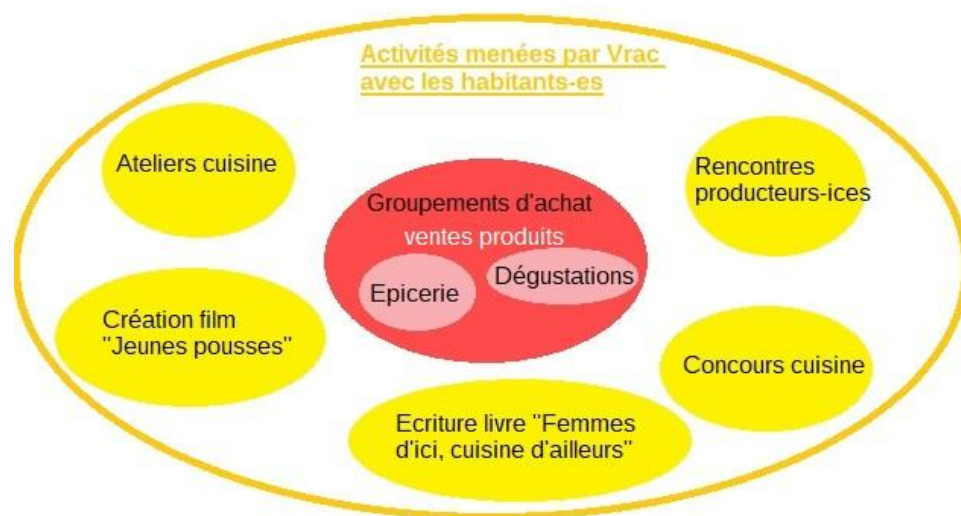 Activités menées par Vrac
avec les habitants-es
Ateliers cuisine
Rencontres
producteurs-ices
Groupements d'achat
ventes produits
Epicerie
Dégustations
Création film
"Jeunes pousses"
Concours cuisine
Ecriture livre "Femmes
d'ici, cuisine d'ailleurs"